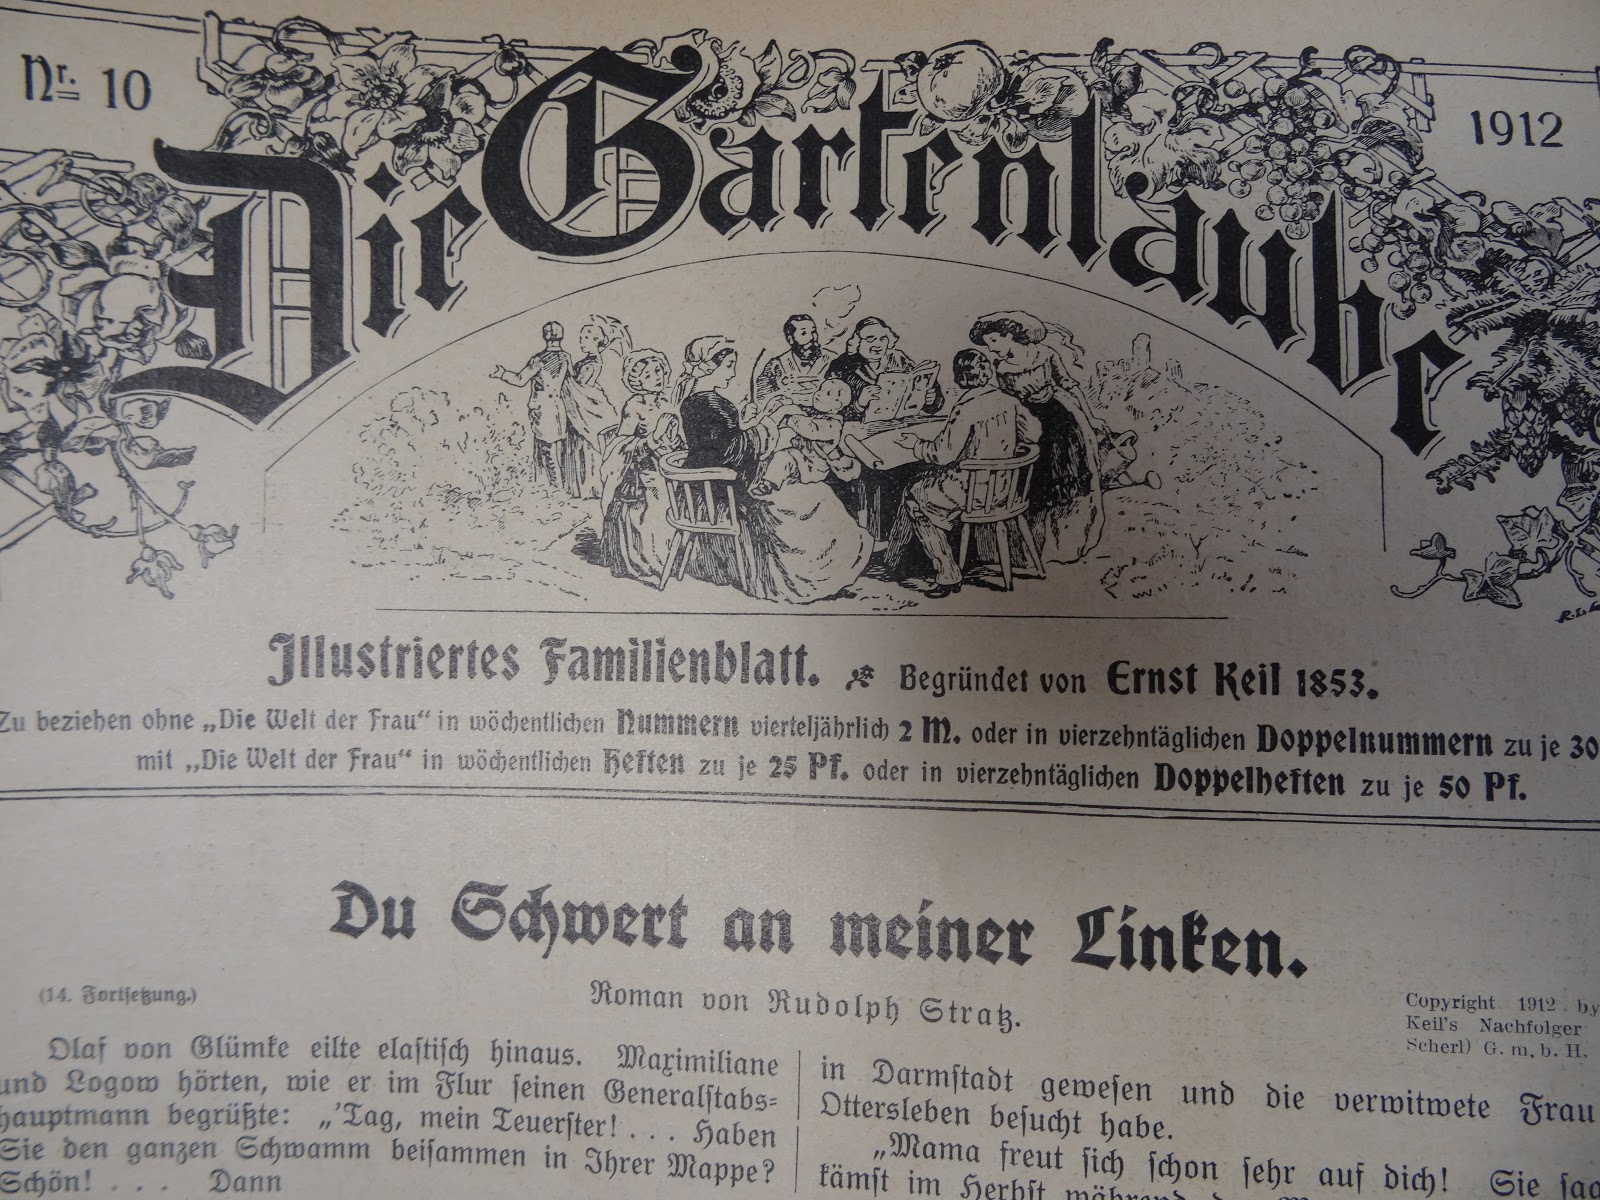 Nr. 10
1912
Die Gartenlaube
Illustriertes Familienblatt. Begründet von Ernst Keil 1853.
Zu beziehen ohne „Die Welt der Frau“ in wöchentlichen Nummern vierteljährlich 2 M. oder in vierzehntäglichen Doppelnummern zu je 30
mit „Die Welt der Frau“ in wöchentlichen Heften zu je 25 Pf. oder in vierzehntäglichen Doppelheften zu je 50 Pf.
Du Schwert an meiner Linken.
(14. Fortsetzung.)
Roman von Rudolph Stratz.
Copyright 1912 by
Keil's Nachfolger
Scherl) G. m. b. H.
Olaf von Glümke eilte elastisch hinaus. Maximiliane
und Logow hörten, wie er im Flur seinen Generalstabs-
hauptmann begrüßte: „'Tag, mein Teuerster! . . . Haben
Sie den ganzen Schwamm beisammen in Ihrer Mappe?
Schön! . . . Dann
in Darmstadt gewesen und die verwitwete Frau
Ottersleben besucht habe.
„Mama freut sich schon sehr auf dich! Sie
kämst im Herbst während